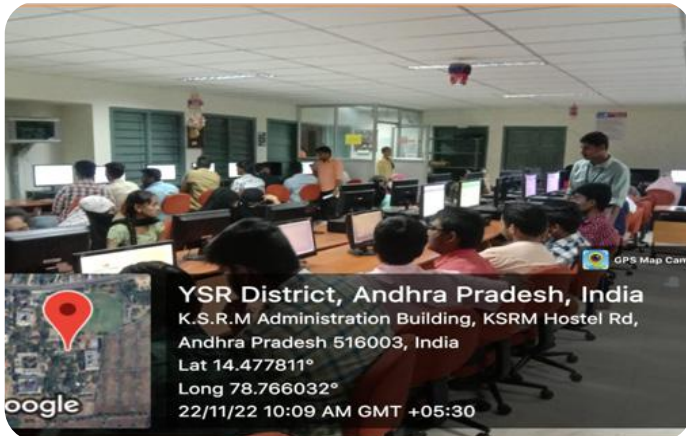 GPS Map Cam
YSR District, Andhra Pradesh, India
K.S.R.M Administration Building, KSRM Hostel Rd,
Andhra Pradesh 516003, India
Lat 14.477811°
Long 78.766032°
22/11/22 10:09 AM GMT +05:30
oogle